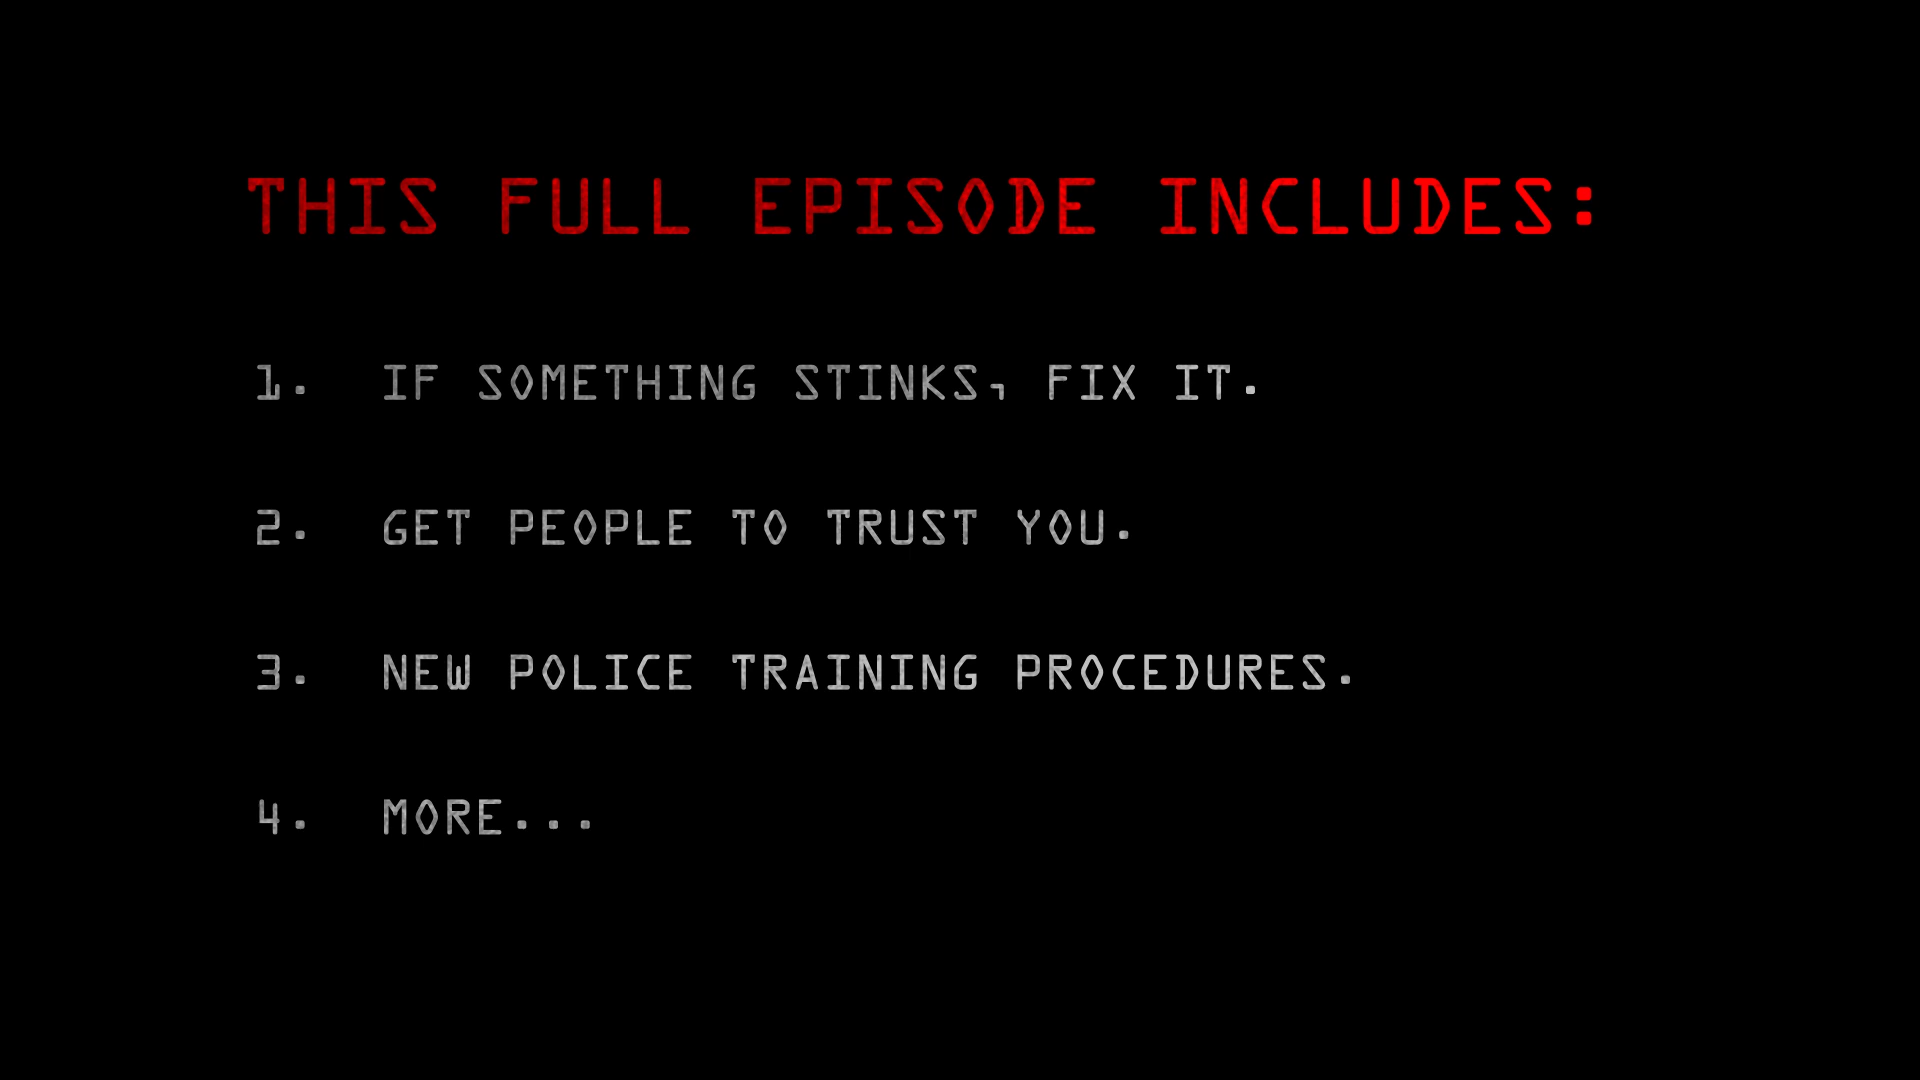 THIS FULL EPISODE INCLUDES:
1. IF SOMETHING STINKS, FIX IT.
2. GET PEOPLE TO TRUST YOU.
3. NEW POLICE TRAINING PROCEDURES.
4. MORE...